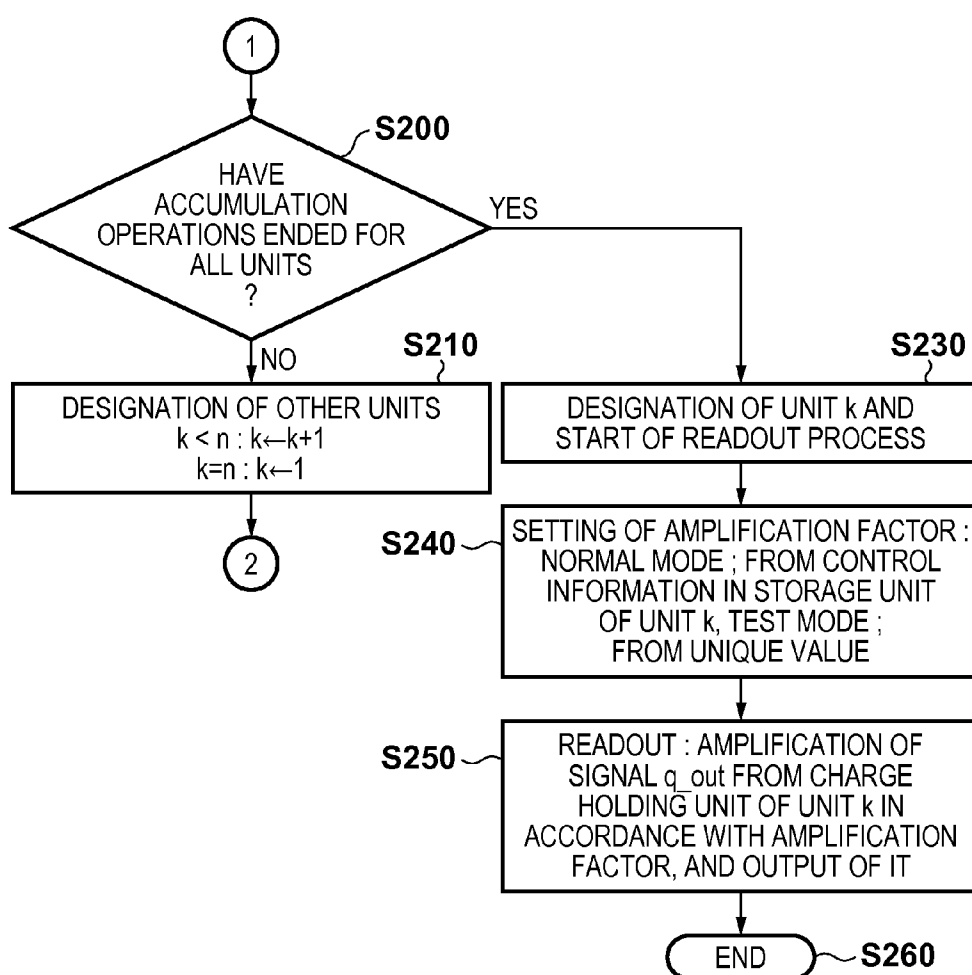 1
S200
HAVE
ACCUMULATION
OPERATIONS ENDED FOR
ALL UNITS
?
YES
NO
S210
DESIGNATION OF OTHER UNITS
k < n : k←k+1
k=n : k←1
2
S230
DESIGNATION OF UNIT k AND
START OF READOUT PROCESS
S240
SETTING OF AMPLIFICATION FACTOR :
NORMAL MODE ; FROM CONTROL
INFORMATION IN STORAGE UNIT
OF UNIT k, TEST MODE ;
FROM UNIQUE VALUE
S250
READOUT : AMPLIFICATION OF
SIGNAL q_out FROM CHARGE
HOLDING UNIT OF UNIT k IN
ACCORDANCE WITH AMPLIFICATION
FACTOR, AND OUTPUT OF IT
END
S260